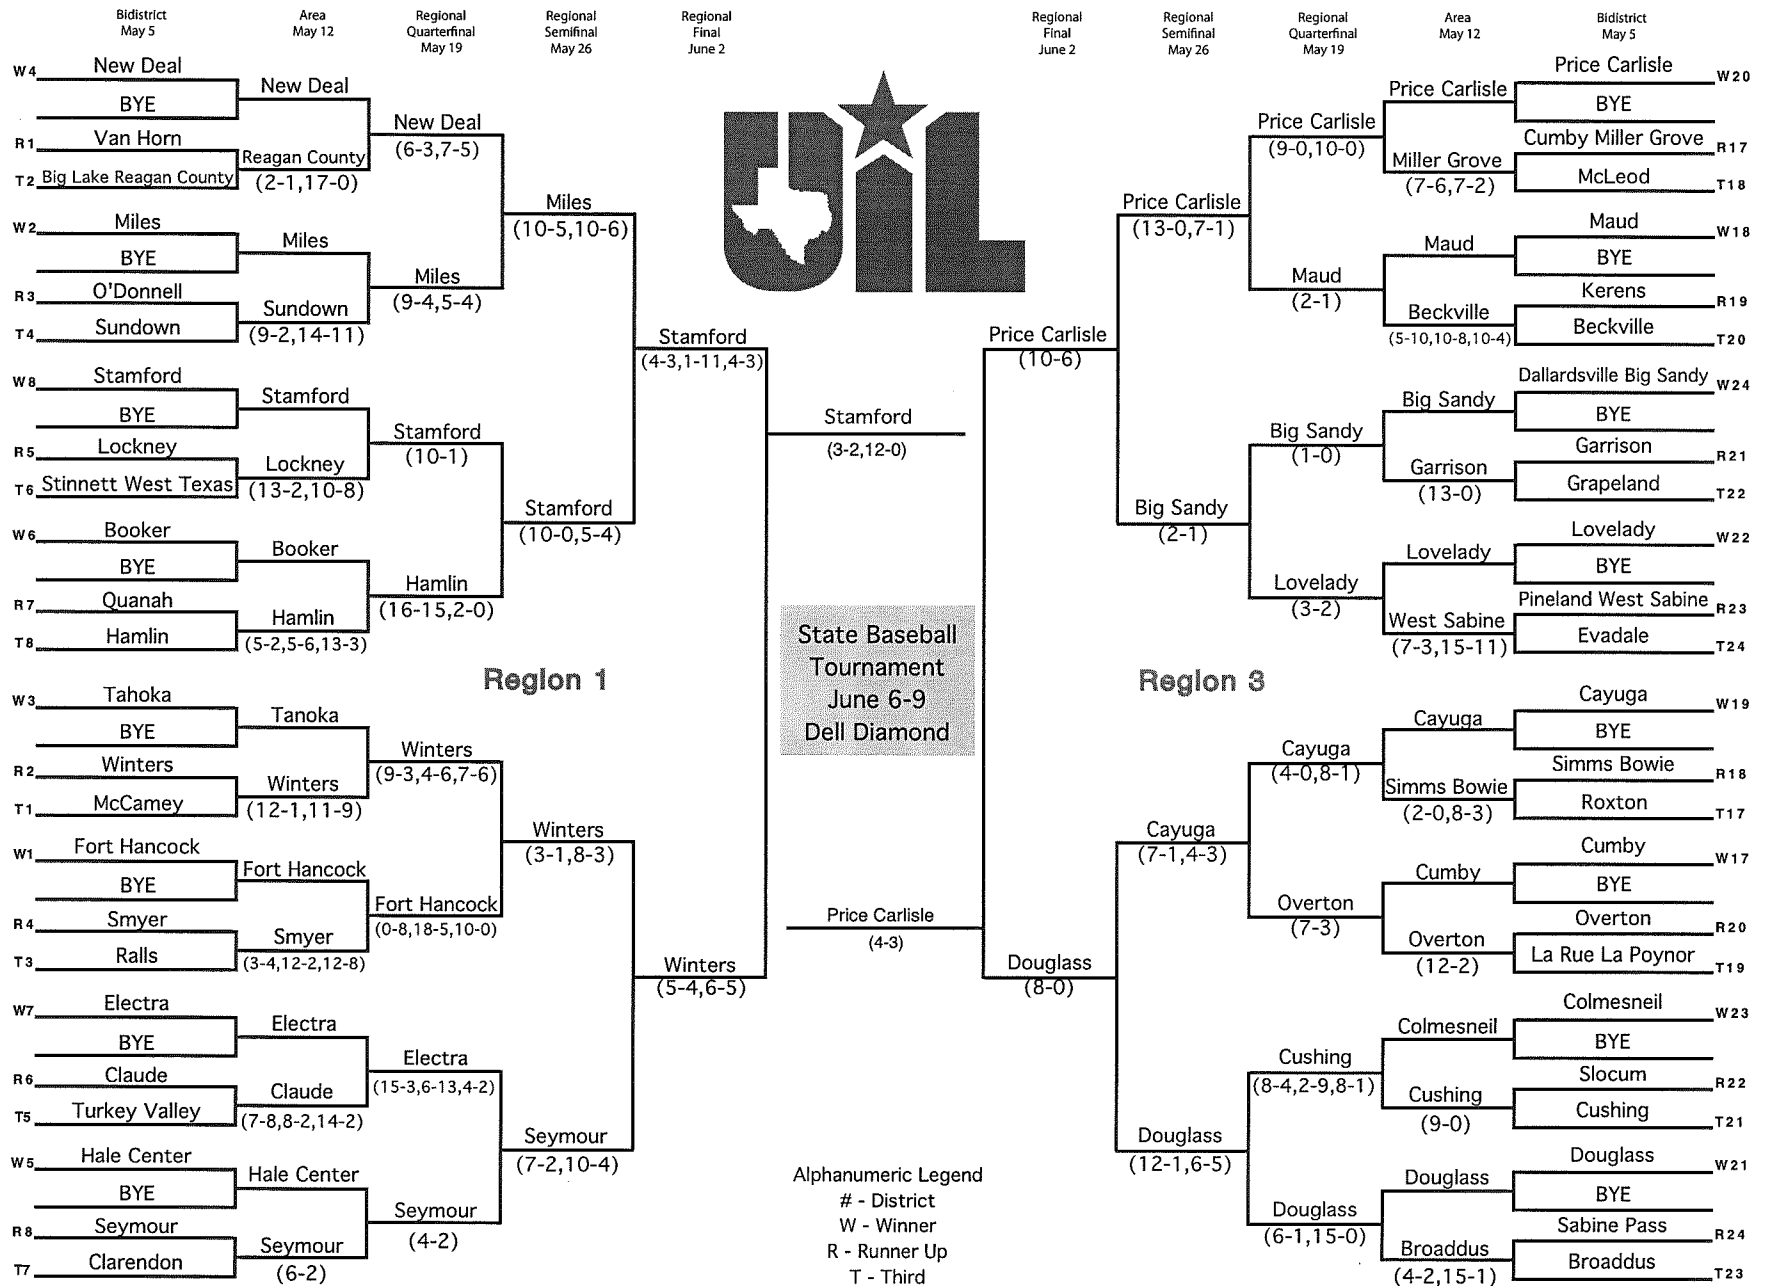 Bidistrict
May 5
Area
May 12
Regional
Quarterfinal
May 19
Regional
Semifinal
May 26
Regional
Final
June 2
Regional
Final
June 2
Regional
Semifinal
May 26
Regional
Quarterfinal
May 19
Area
May 12
Bidistrict
May 5
W4 New Deal
BYE
R1 Van Horn
T2 Big Lake Reagan County
W2 Miles
BYE
R3 O'Donnell
T4 Sundown
W8 Stamford
BYE
R5 Lockney
T6 Stinnett West Texas
W6 Booker
BYE
R7 Quanah
T8 Hamlin
W3 Tahoka
BYE
R2 Winters
T1 McCamey
W1 Fort Hancock
BYE
R4 Smyer
T3 Ralls
W7 Electra
BYE
R6 Claude
T5 Turkey Valley
W5 Hale Center
BYE
R8 Seymour
T7 Clarendon
New Deal
Reagan County
(2-1,17-0)
Miles
Sundown
(9-2,14-11)
Stamford
Lockney
(13-2,10-8)
Booker
Hamlin
(5-2,5-6,13-3)
Tanoka
Winters
(12-1,11-9)
Fort Hancock
Smyer
(3-4,12-2,12-8)
Electra
Claude
(7-8,8-2,14-2)
Hale Center
Seymour
(6-2)
New Deal
(6-3,7-5)
Miles
(9-4,5-4)
Stamford
(10-1)
Hamlin
(16-15,2-0)
Winters
(9-3,4-6,7-6)
Fort Hancock
(0-8,18-5,10-0)
Electra
(15-3,6-13,4-2)
Seymour
(4-2)
Miles
(10-5,10-6)
Stamford
(10-0,5-4)
Region 1
Winters
(3-1,8-3)
Seymour
(7-2,10-4)
Stamford
(4-3,1-11,4-3)
Winters
(5-4,6-5)
UIL
Stamford
(3-2,12-0)
State Baseball
Tournament
June 6-9
Dell Diamond
Price Carlisle
(4-3)
Alphanumeric Legend
# - District
W - Winner
R - Runner Up
T - Third
Price Carlisle
(10-6)
Douglass
(8-0)
Price Carlisle
(13-0,7-1)
Big Sandy
(2-1)
Region 3
Cayuga
(7-1,4-3)
Douglass
(12-1,6-5)
Price Carlisle
(9-0,10-0)
Maud
(2-1)
Big Sandy
(1-0)
Lovelady
(3-2)
Cayuga
(4-0,8-1)
Overton
(7-3)
Cushing
(8-4,2-9,8-1)
Douglass
(6-1,15-0)
Price Carlisle
Miller Grove
(7-6,7-2)
Maud
Beckville
(5-10,10-8,10-4)
Big Sandy
Garrison
(13-0)
Lovelady
West Sabine
(7-3,15-11)
Cayuga
Simms Bowie
(2-0,8-3)
Cumby
Overton
(12-2)
Colmesneil
Cushing
(9-0)
Douglass
Broaddus
(4-2,15-1)
Price Carlisle W20
BYE
Cumby Miller Grove R17
McLeod T18
Maud W18
BYE
Kerens R19
Beckville T20
Dallardsville Big Sandy W24
BYE
Garrison R21
Grapeland T22
Lovelady W22
BYE
Pineland West Sabine R23
Evadale T24
Cayuga W19
BYE
Simms Bowie R18
Roxton T17
Cumby W17
BYE
Overton R20
La Rue La Poynor T19
Colmesneil W23
BYE
Slocum R22
Cushing T21
Douglass W21
BYE
Sabine Pass R24
Broaddus T23